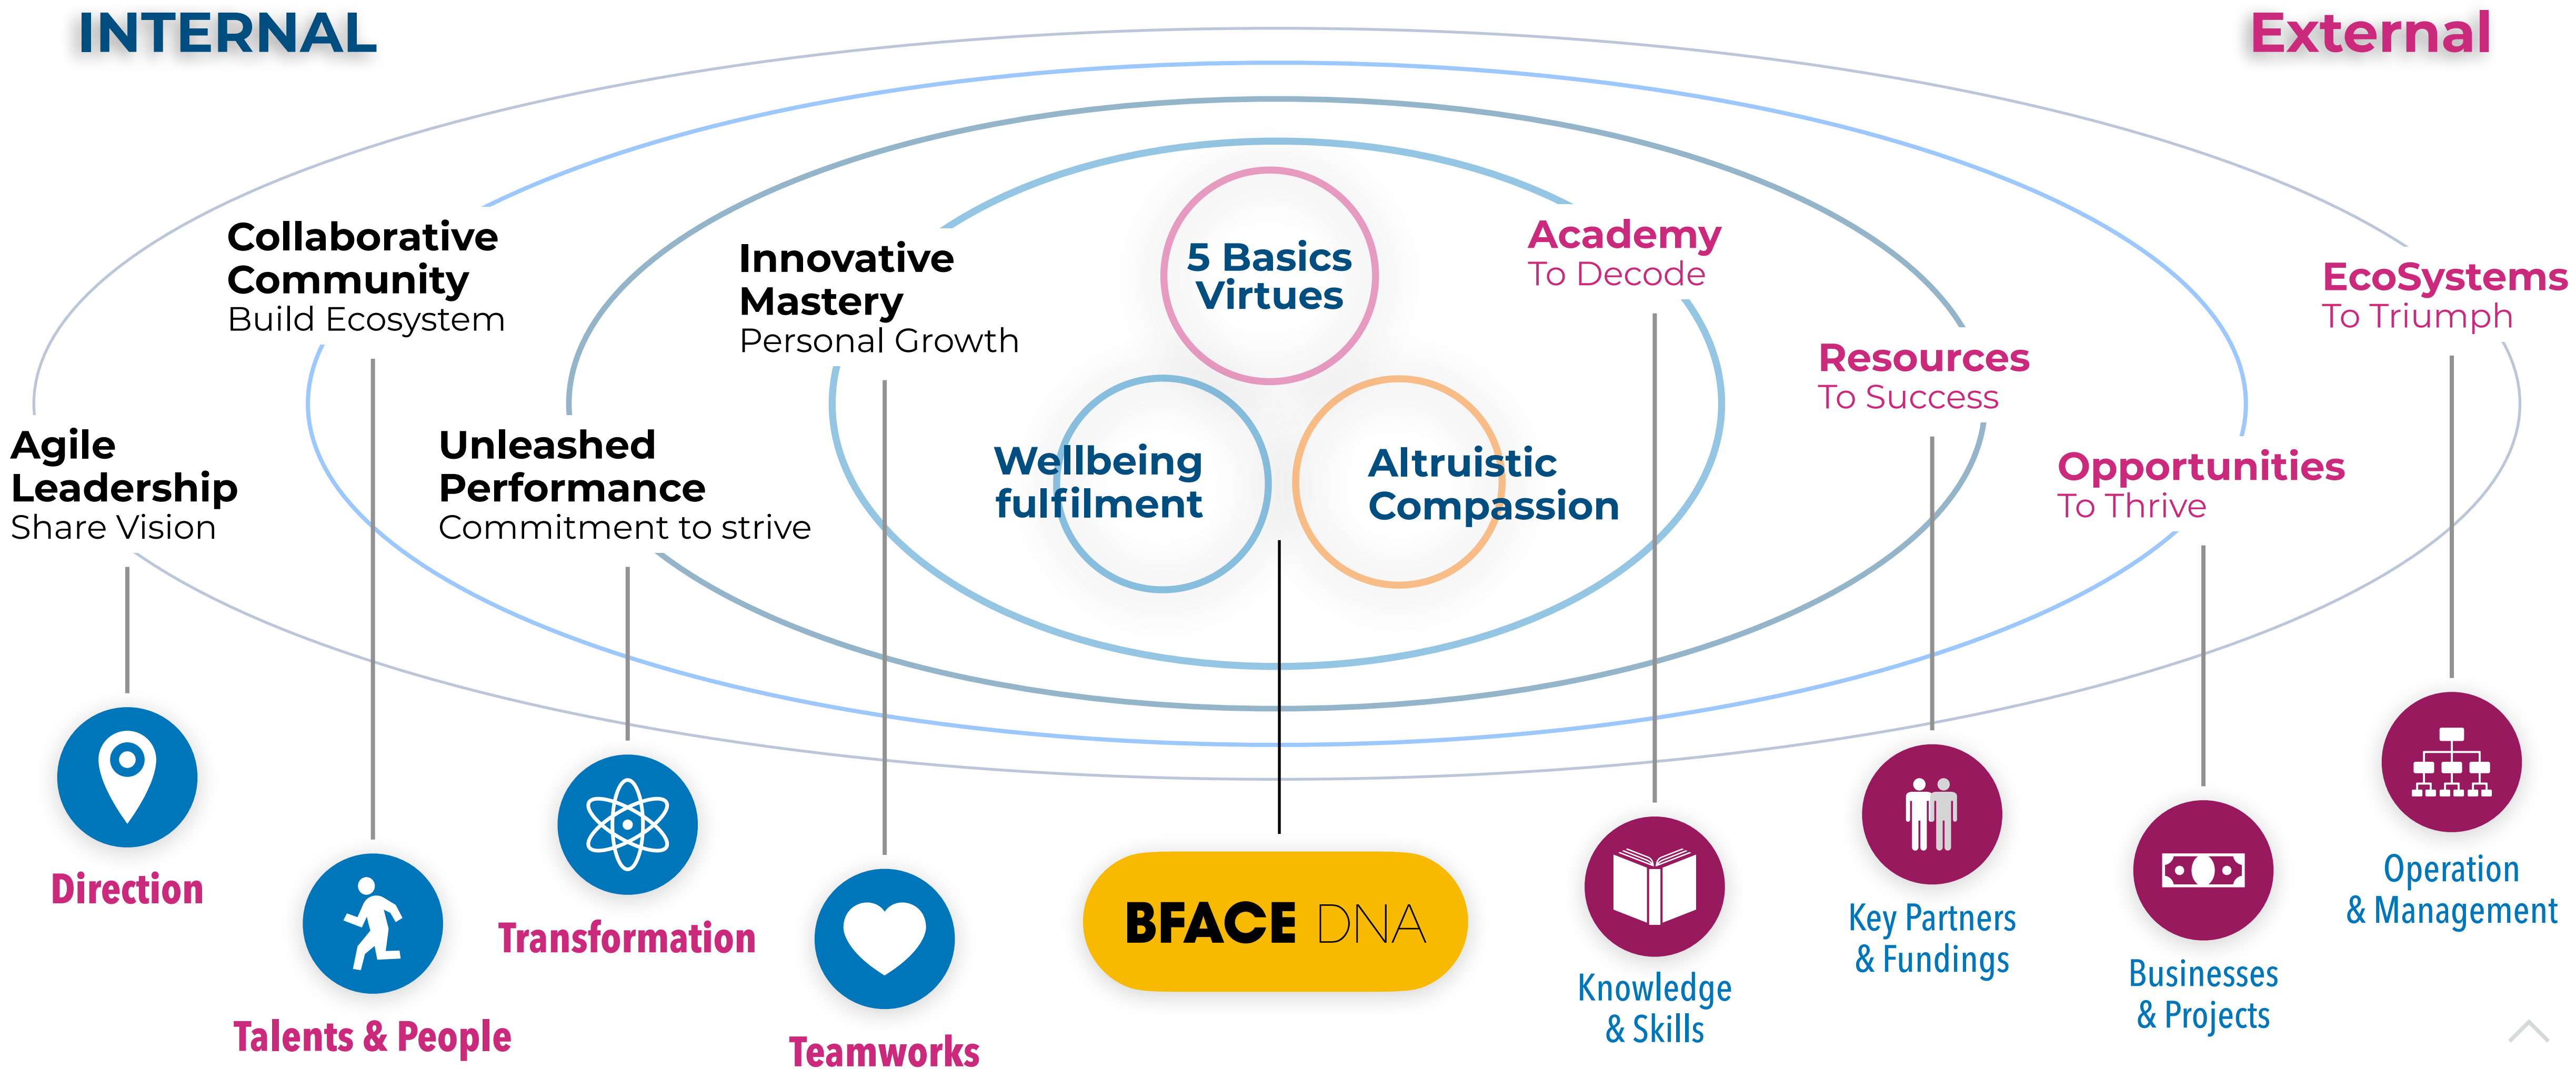 INTERNAL
External
Collaborative
Community
Build Ecosystem
Innovative
Mastery
Personal Growth
5 Basics
Virtues
Academy
To Decode
EcoSystems
To Triumph
Resources
To Success
Agile
Leadership
Share Vision
Unleashed
Performance
Commitment to strive
Wellbeing
fulfilment
Altruistic
Compassion
Opportunities
To Thrive
Direction
Talents & People
Transformation
Teamworks
BFACE DNA
Knowledge
& Skills
Key Partners
& Fundings
Businesses
& Projects
Operation
& Management